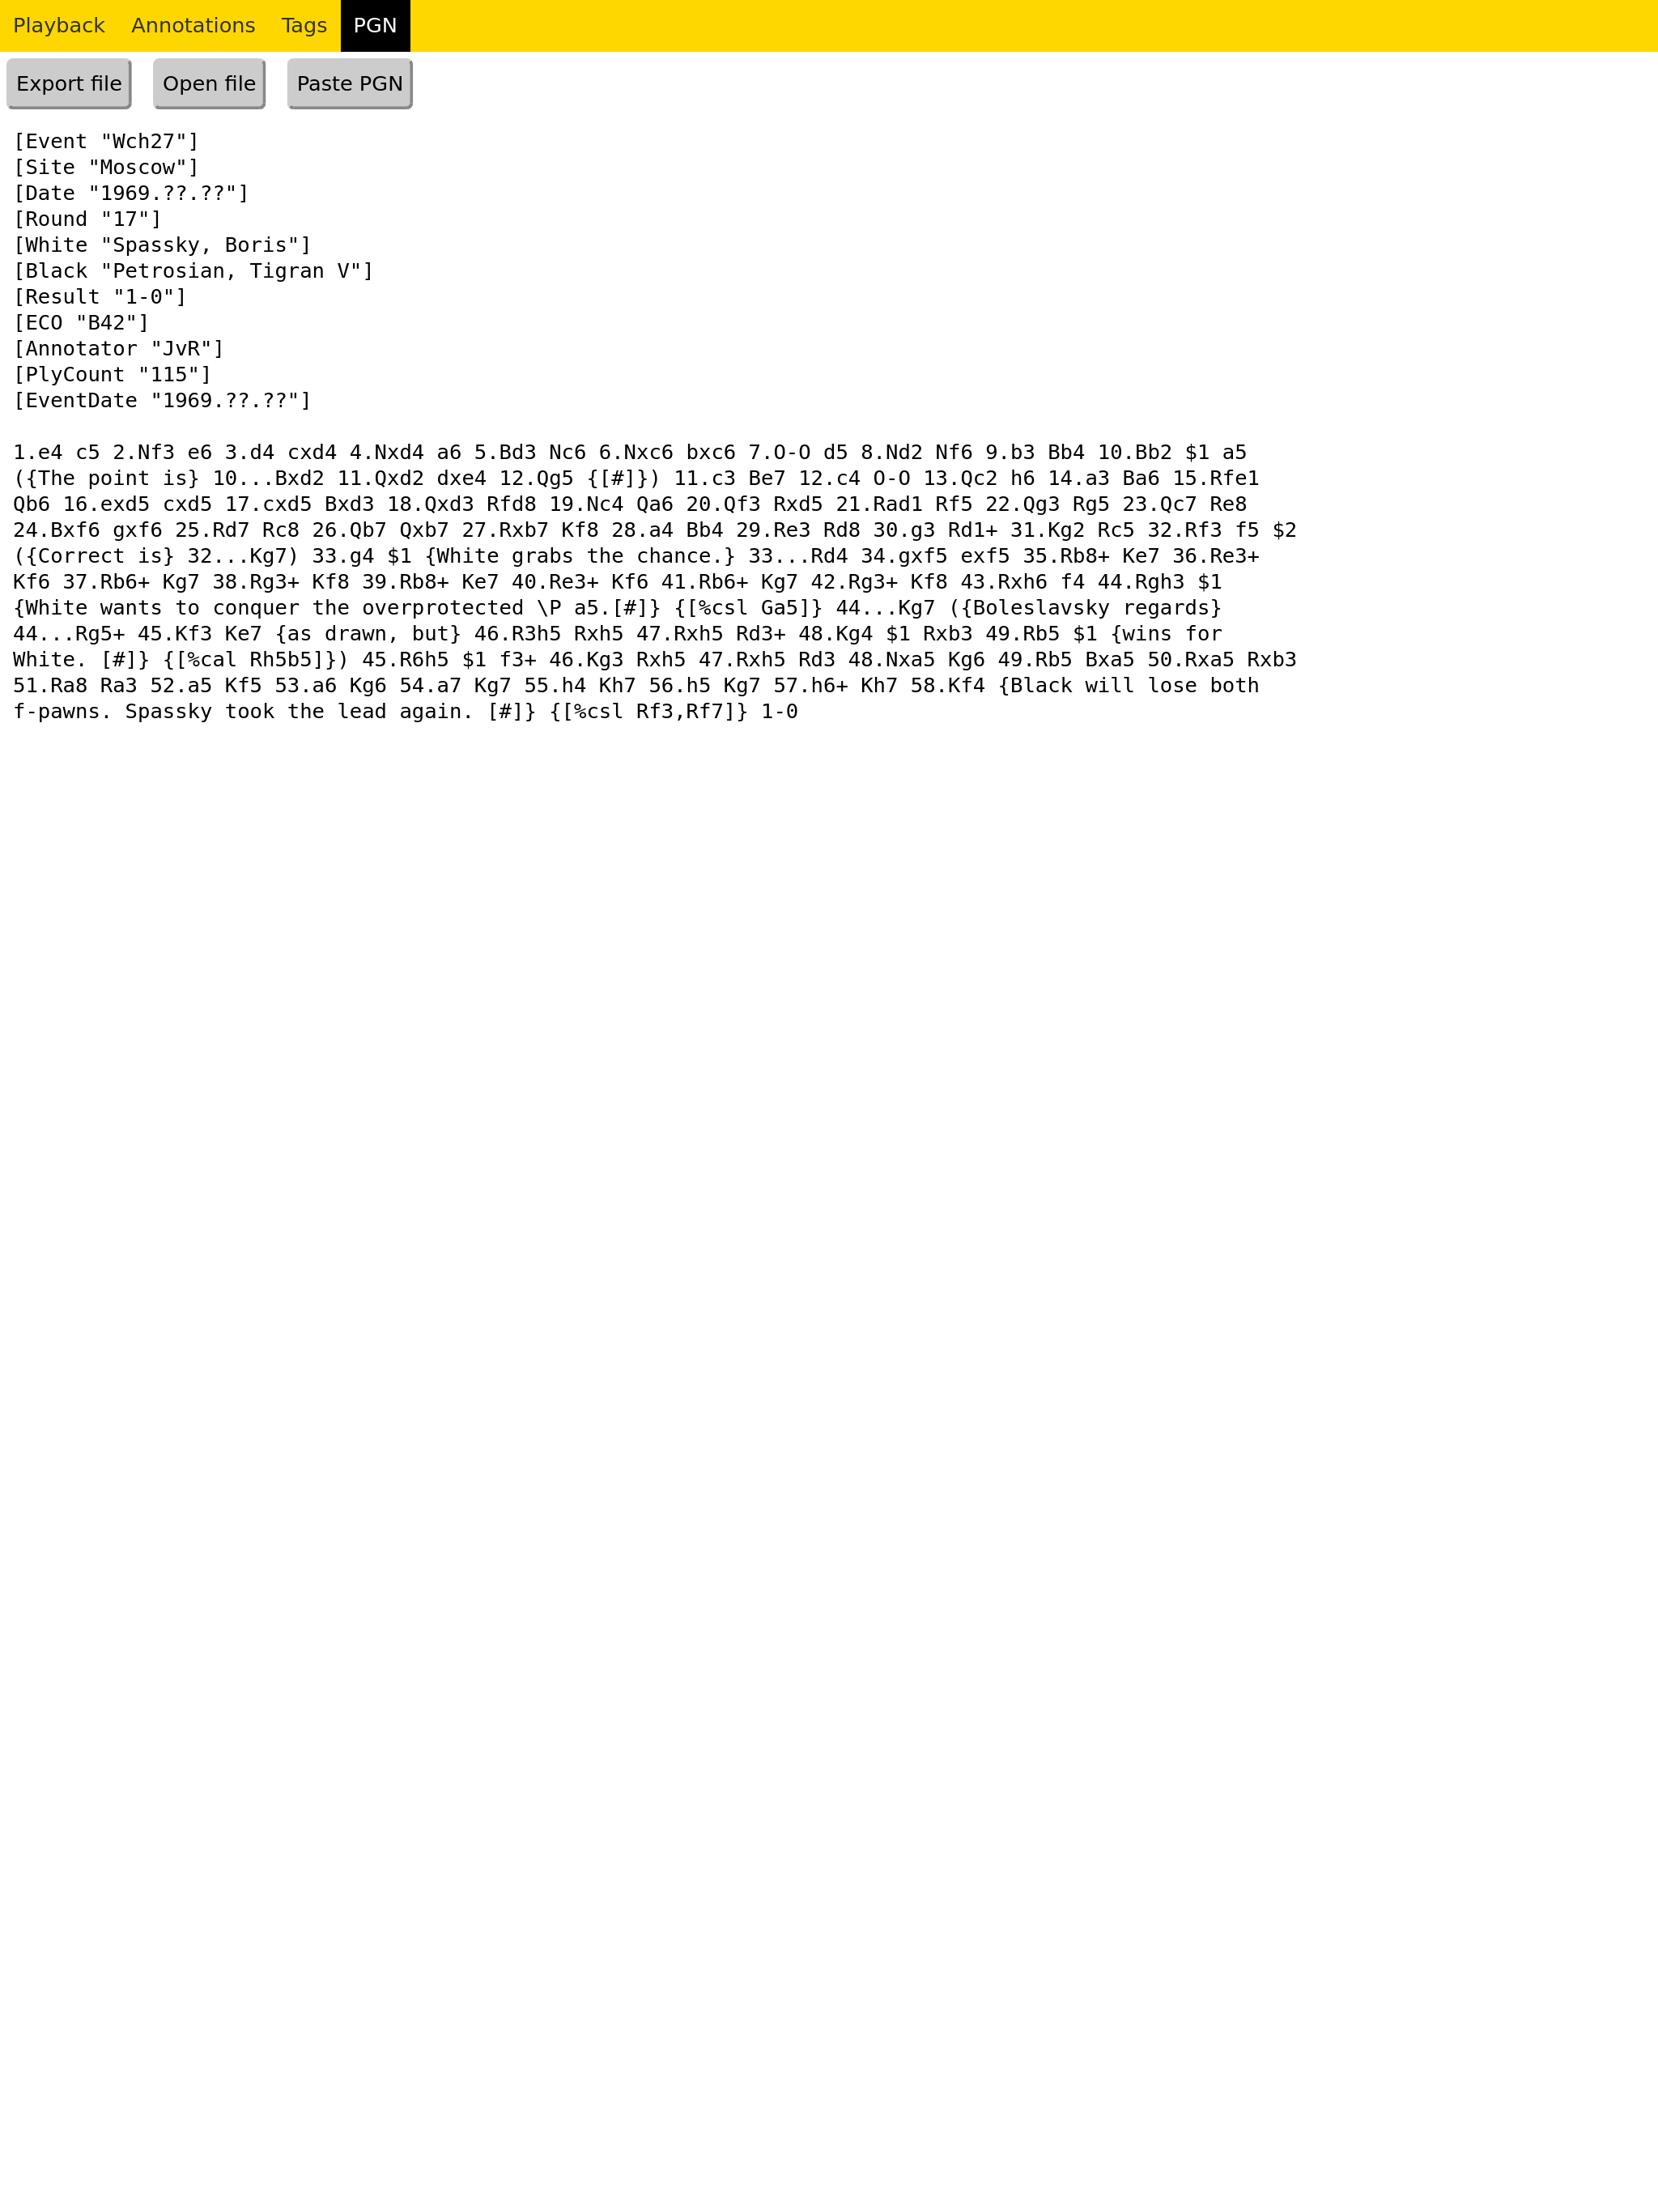 Playback Annotations Tags PGN
Export file Open file Paste PGN
[Event "Wch27"]
[Site "Moscow"]
[Date "1969.??.??"]
[Round "17"]
[White "Spassky, Boris"]
[Black "Petrosian, Tigran V"]
[Result "1-0"]
[ECO "B42"]
[Annotator "JvR"]
[PlyCount "115"]
[EventDate "1969.??.??"]
1.e4 c5 2.Nf3 e6 3.d4 cxd4 4.Nxd4 a6 5.Bd3 Nc6 6.Nxc6 bxc6 7.O-O d5 8.Nd2 Nf6 9.b3 Bb4 10.Bb2 $1 a5
({The point is} 10...Bxd2 11.Qxd2 dxe4 12.Qg5 {[#]}) 11.c3 Be7 12.c4 O-O 13.Qc2 h6 14.a3 Ba6 15.Rfe1
Qb6 16.exd5 cxd5 17.cxd5 Bxd3 18.Qxd3 Rfd8 19.Nc4 Qa6 20.Qf3 Rxd5 21.Rad1 Rf5 22.Qg3 Rg5 23.Qc7 Re8
24.Bxf6 gxf6 25.Rd7 Rc8 26.Qb7 Qxb7 27.Rxb7 Kf8 28.a4 Bb4 29.Re3 Rd8 30.g3 Rd1+ 31.Kg2 Rc5 32.Rf3 f5 $2
({Correct is} 32...Kg7) 33.g4 $1 {White grabs the chance.} 33...Rd4 34.gxf5 exf5 35.Rb8+ Ke7 36.Re3+
Kf6 37.Rb6+ Kg7 38.Rg3+ Kf8 39.Rb8+ Ke7 40.Re3+ Kf6 41.Rb6+ Kg7 42.Rg3+ Kf8 43.Rxh6 f4 44.Rgh3 $1
{White wants to conquer the overprotected \P a5.[#]} {[%csl Ga5]} 44...Kg7 ({Boleslavsky regards}
44...Rg5+ 45.Kf3 Ke7 {as drawn, but} 46.R3h5 Rxh5 47.Rxh5 Rd3+ 48.Kg4 $1 Rxb3 49.Rb5 $1 {wins for
White. [#]} {[%cal Rh5b5]}) 45.R6h5 $1 f3+ 46.Kg3 Rxh5 47.Rxh5 Rd3 48.Nxa5 Kg6 49.Rb5 Bxa5 50.Rxa5 Rxb3
51.Ra8 Ra3 52.a5 Kf5 53.a6 Kg6 54.a7 Kg7 55.h4 Kh7 56.h5 Kg7 57.h6+ Kh7 58.Kf4 {Black will lose both
f-pawns. Spassky took the lead again. [#]} {[%csl Rf3,Rf7]} 1-0